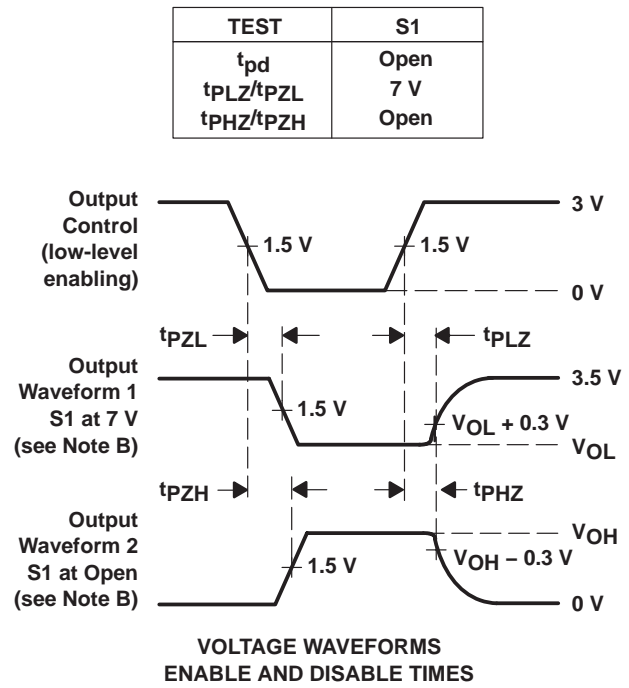 TEST S1
tpd Open
tPLZ/tPZL 7 V
tPHZ/tPZH Open
Output
Control
(low-level
enabling)
1.5 V
1.5 V
3 V
0 V
tPZL
tPLZ
Output
Waveform 1
S1 at 7 V
(see Note B)
1.5 V
3.5 V
VOL + 0.3 V
VOL
tPZH
tPHZ
Output
Waveform 2
S1 at Open
(see Note B)
1.5 V
VOH
VOH – 0.3 V
0 V
VOLTAGE WAVEFORMS
ENABLE AND DISABLE TIMES